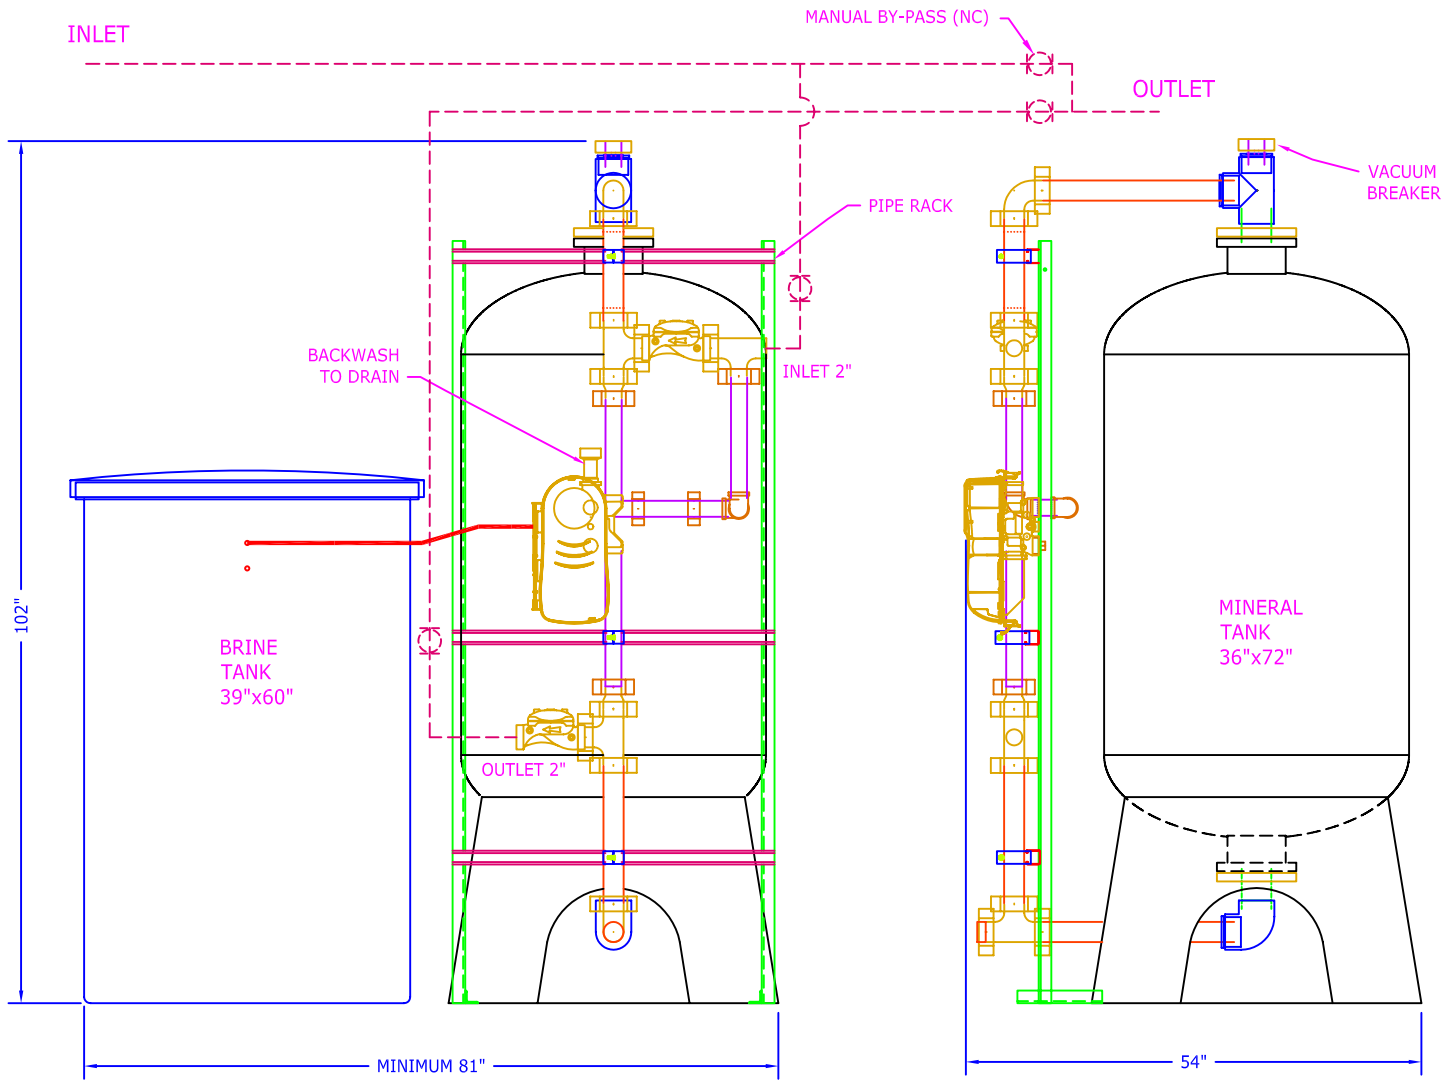 MANUAL BY-PASS (NC)
INLET
OUTLET
VACUUM
BREAKER
PIPE RACK
BACKWASH
TO DRAIN
INLET 2"
102"
BRINE
TANK
39"x60"
MINERAL
TANK
36"x72"
OUTLET 2"
MINIMUM 81"
54"